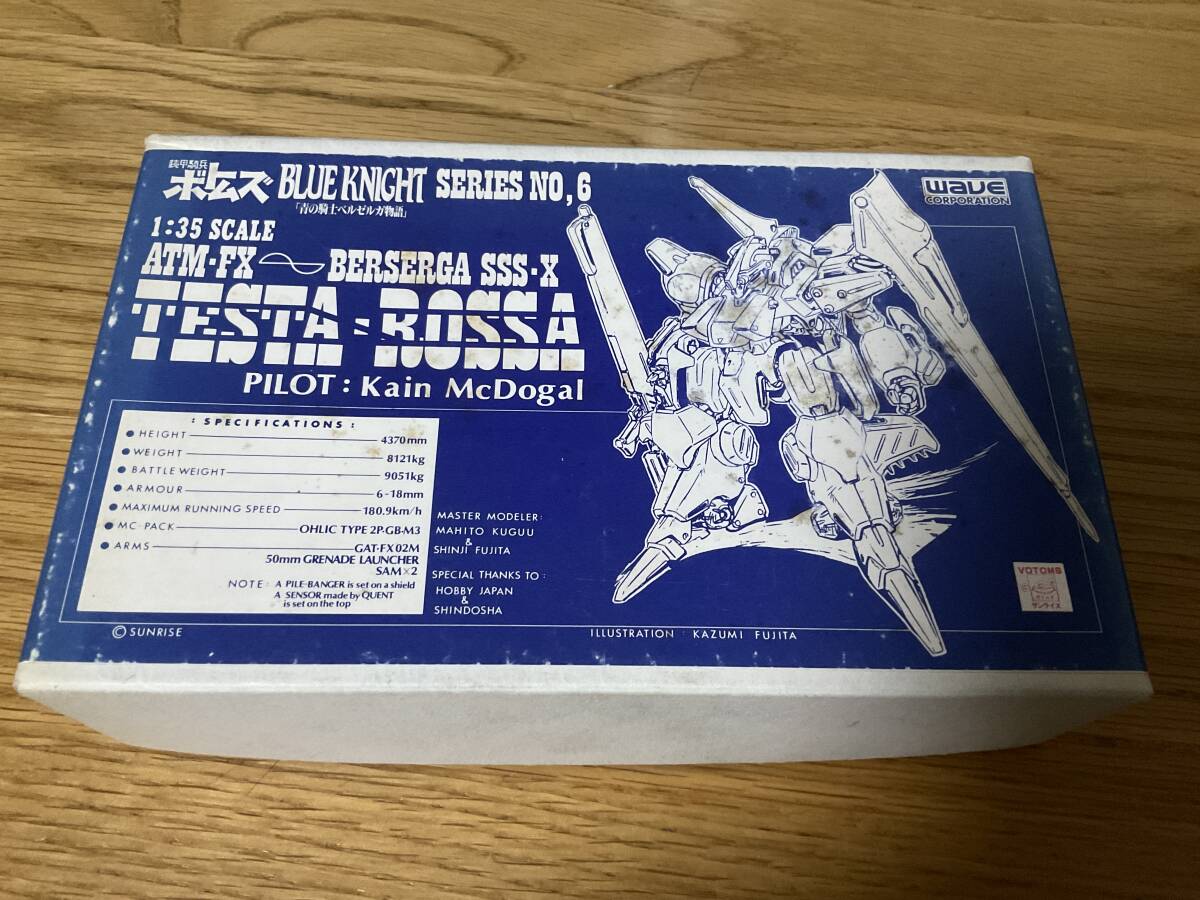 装甲騎兵
ボトムズ BLUE KNIGHT SERIES NO,6
「青の騎士ベルゼルガ物語」
WAVE
CORPORATION
1:35 SCALE
ATM-FX BERSERGA SSS-X
TESTA-ROSSA
PILOT: Kain McDogal
: SPECIFICATIONS :
● HEIGHT 4370mm
● WEIGHT 8121kg
● BATTLE WEIGHT 9051kg
● ARMOUR 6-18mm
● MAXIMUM RUNNING SPEED 180.9km/h
● MC PACK OHLIC TYPE 2P-GB-M3
● ARMS GAT-FX02M
50mm GRENADE LAUNCHER
SAM×2
NOTE: A PILE-BANGER is set on a shield
A SENSOR made by QUENT
is set on the top
MASTER MODELER:
MAHITO KUGUU
&
SHINJI FUJITA
SPECIAL THANKS TO:
HOBBY JAPAN
&
SHINDOSHA
VOTOMS
サンライズ
© SUNRISE
ILLUSTRATION : KAZUMI FUJITA